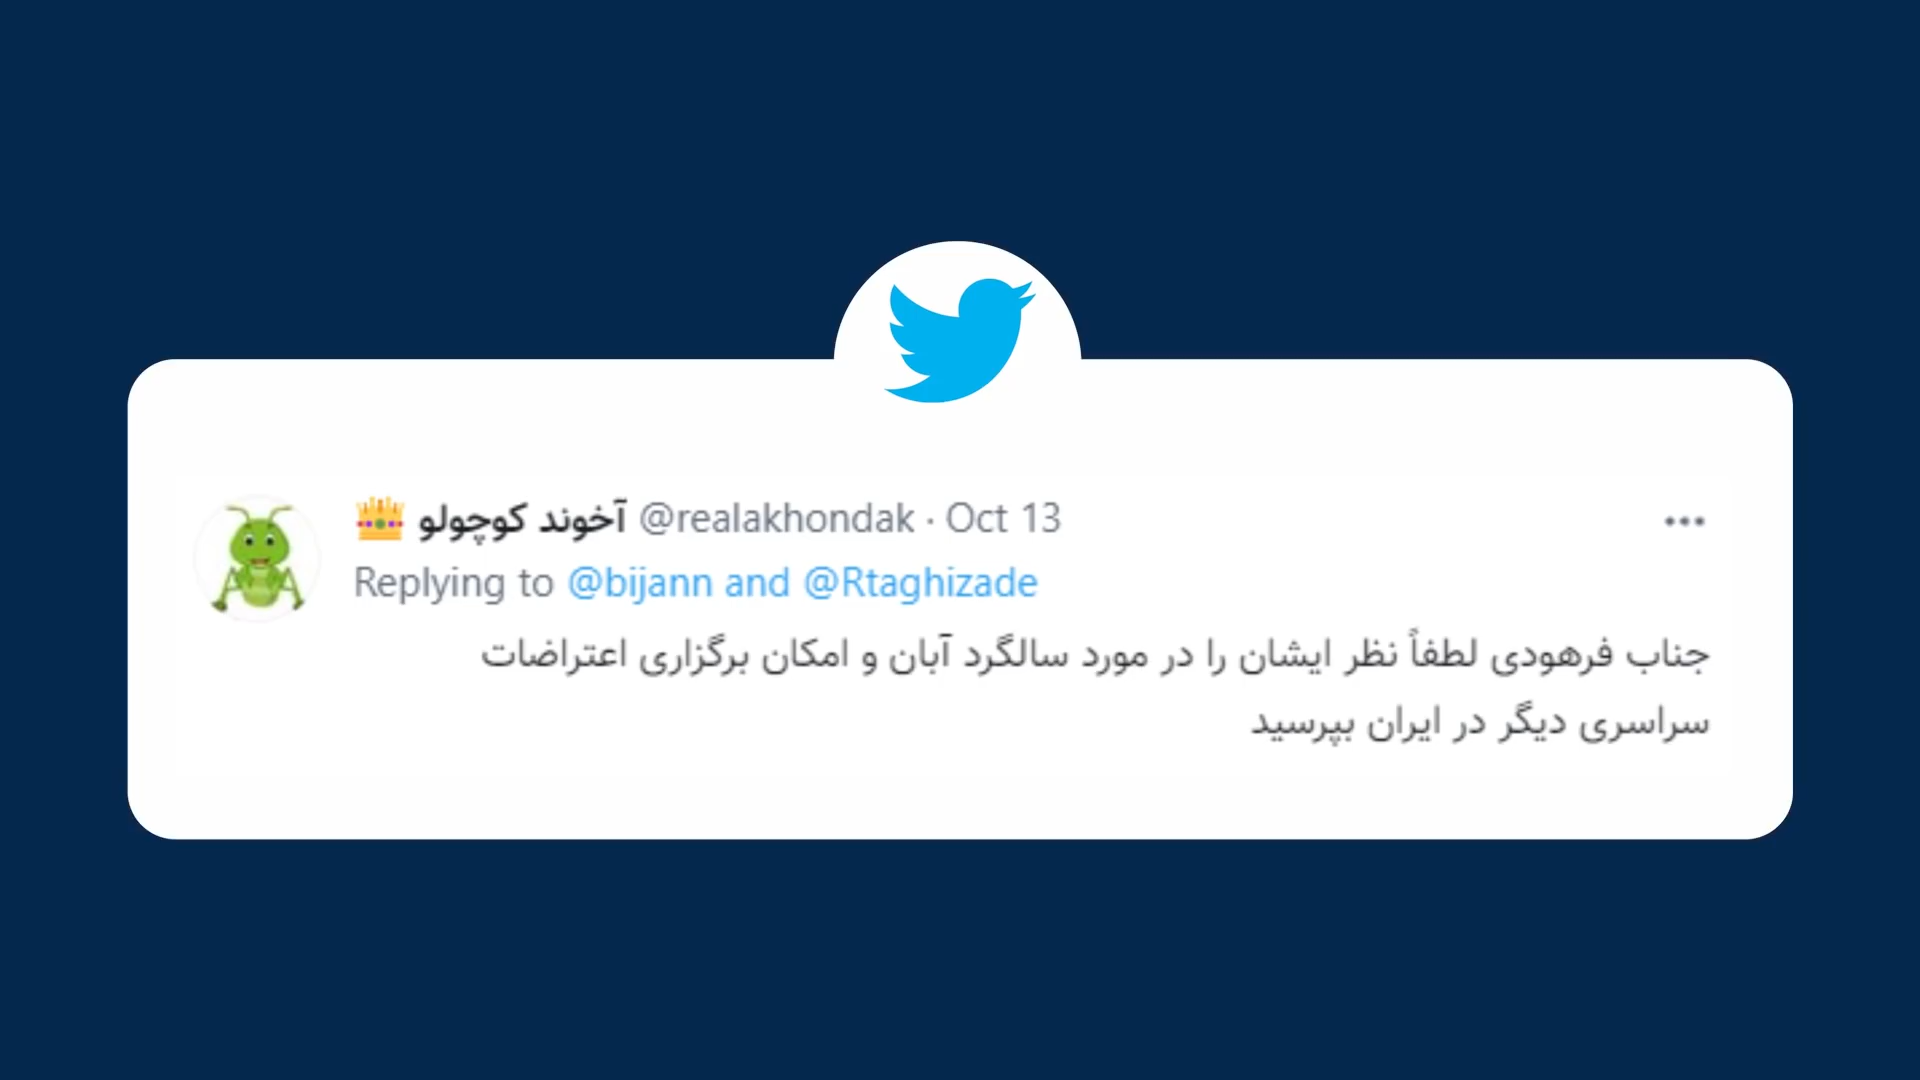 آخوند کوچولو @realakhondak · Oct 13
Replying to @bijann and @Rtaghizade
جناب فرهودی لطفاً نظر ایشان را در مورد سالگرد آبان و امکان برگزاری اعتراضات
سراسری دیگر در ایران بپرسید